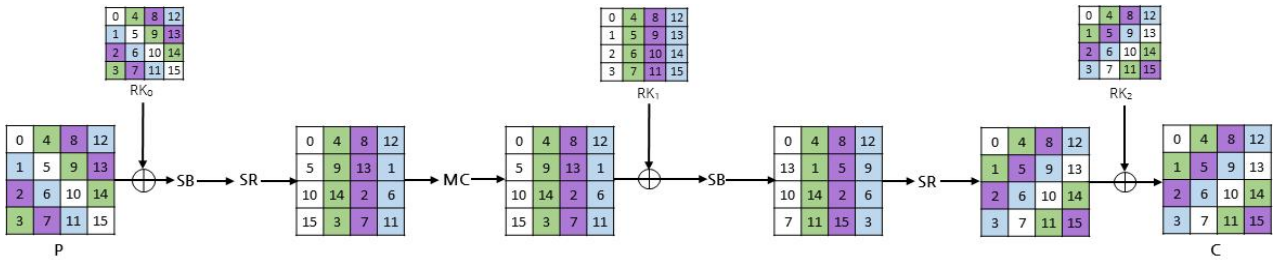 0 4 8 12
1 5 9 13
2 6 10 14
3 7 11 15
RK₀
0 4 8 12
1 5 9 13
2 6 10 14
3 7 11 15
RK₁
0 4 8 12
1 5 9 13
2 6 10 14
3 7 11 15
RK₂
0 4 8 12
1 5 9 13
2 6 10 14
3 7 11 15
P
SB
SR
0 4 8 12
5 9 13 1
10 14 2 6
15 3 7 11
MC
0 4 8 12
5 9 13 1
10 14 2 6
15 3 7 11
SB
0 4 8 12
13 1 5 9
10 14 2 6
7 11 15 3
SR
0 4 8 12
1 5 9 13
2 6 10 14
3 7 11 15
0 4 8 12
1 5 9 13
2 6 10 14
3 7 11 15
C